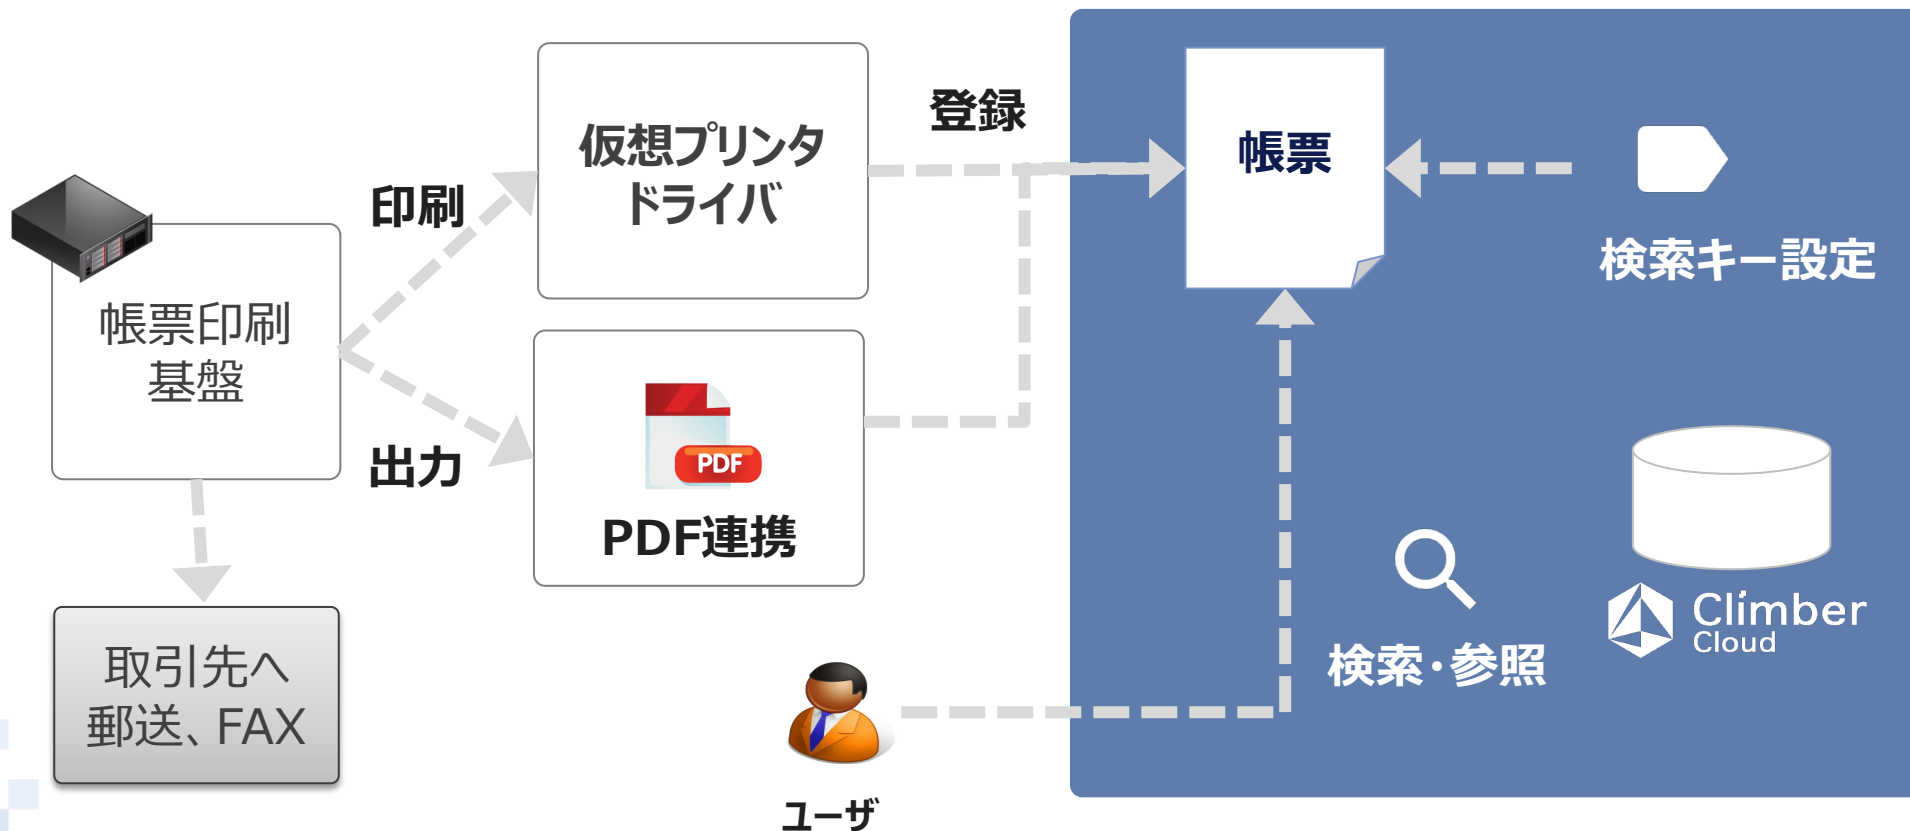 帳票印刷
基盤
取引先へ
郵送、FAX
印刷
出力
仮想プリンタ
ドライバ
PDF
PDF連携
登録
帳票
検索キー設定
検索・参照
Climber
Cloud
ユーザ